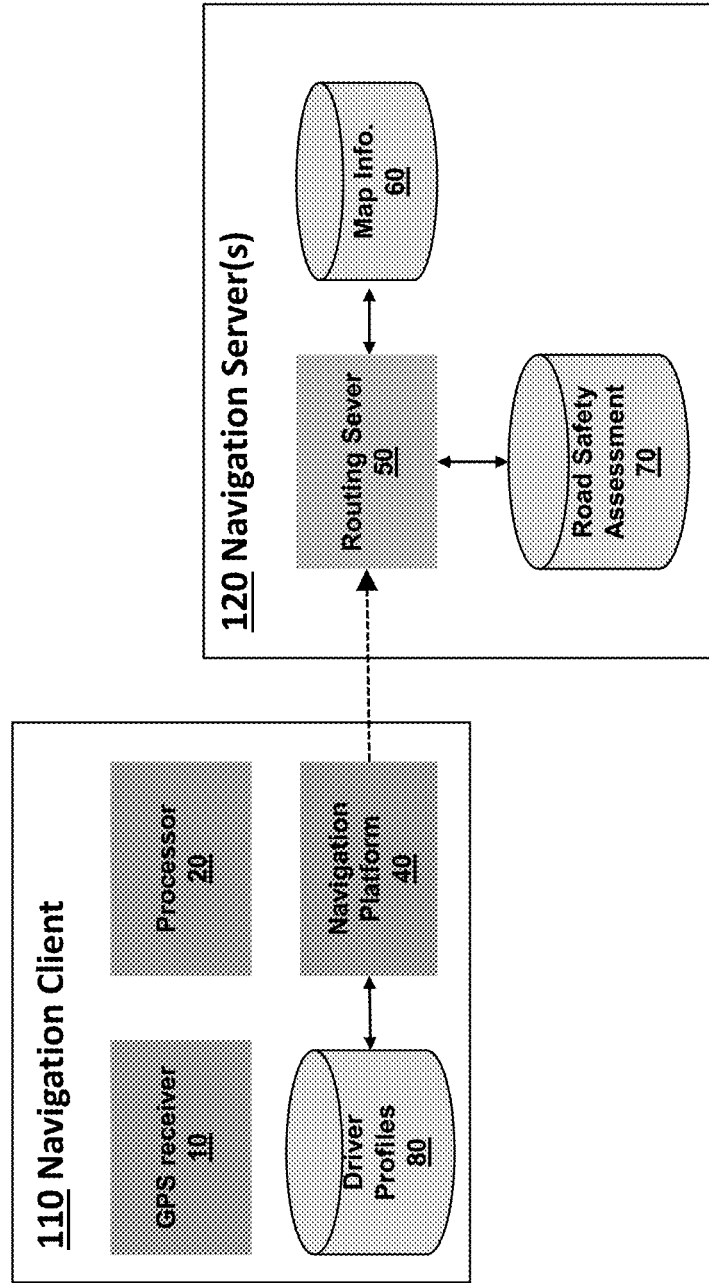 110 Navigation Client
GPS receiver
10
Processor
20
Driver
Profiles
80
Navigation
Platform
40
120 Navigation Server(s)
Routing Sever
50
Map Info.
60
Road Safety
Assessment
70